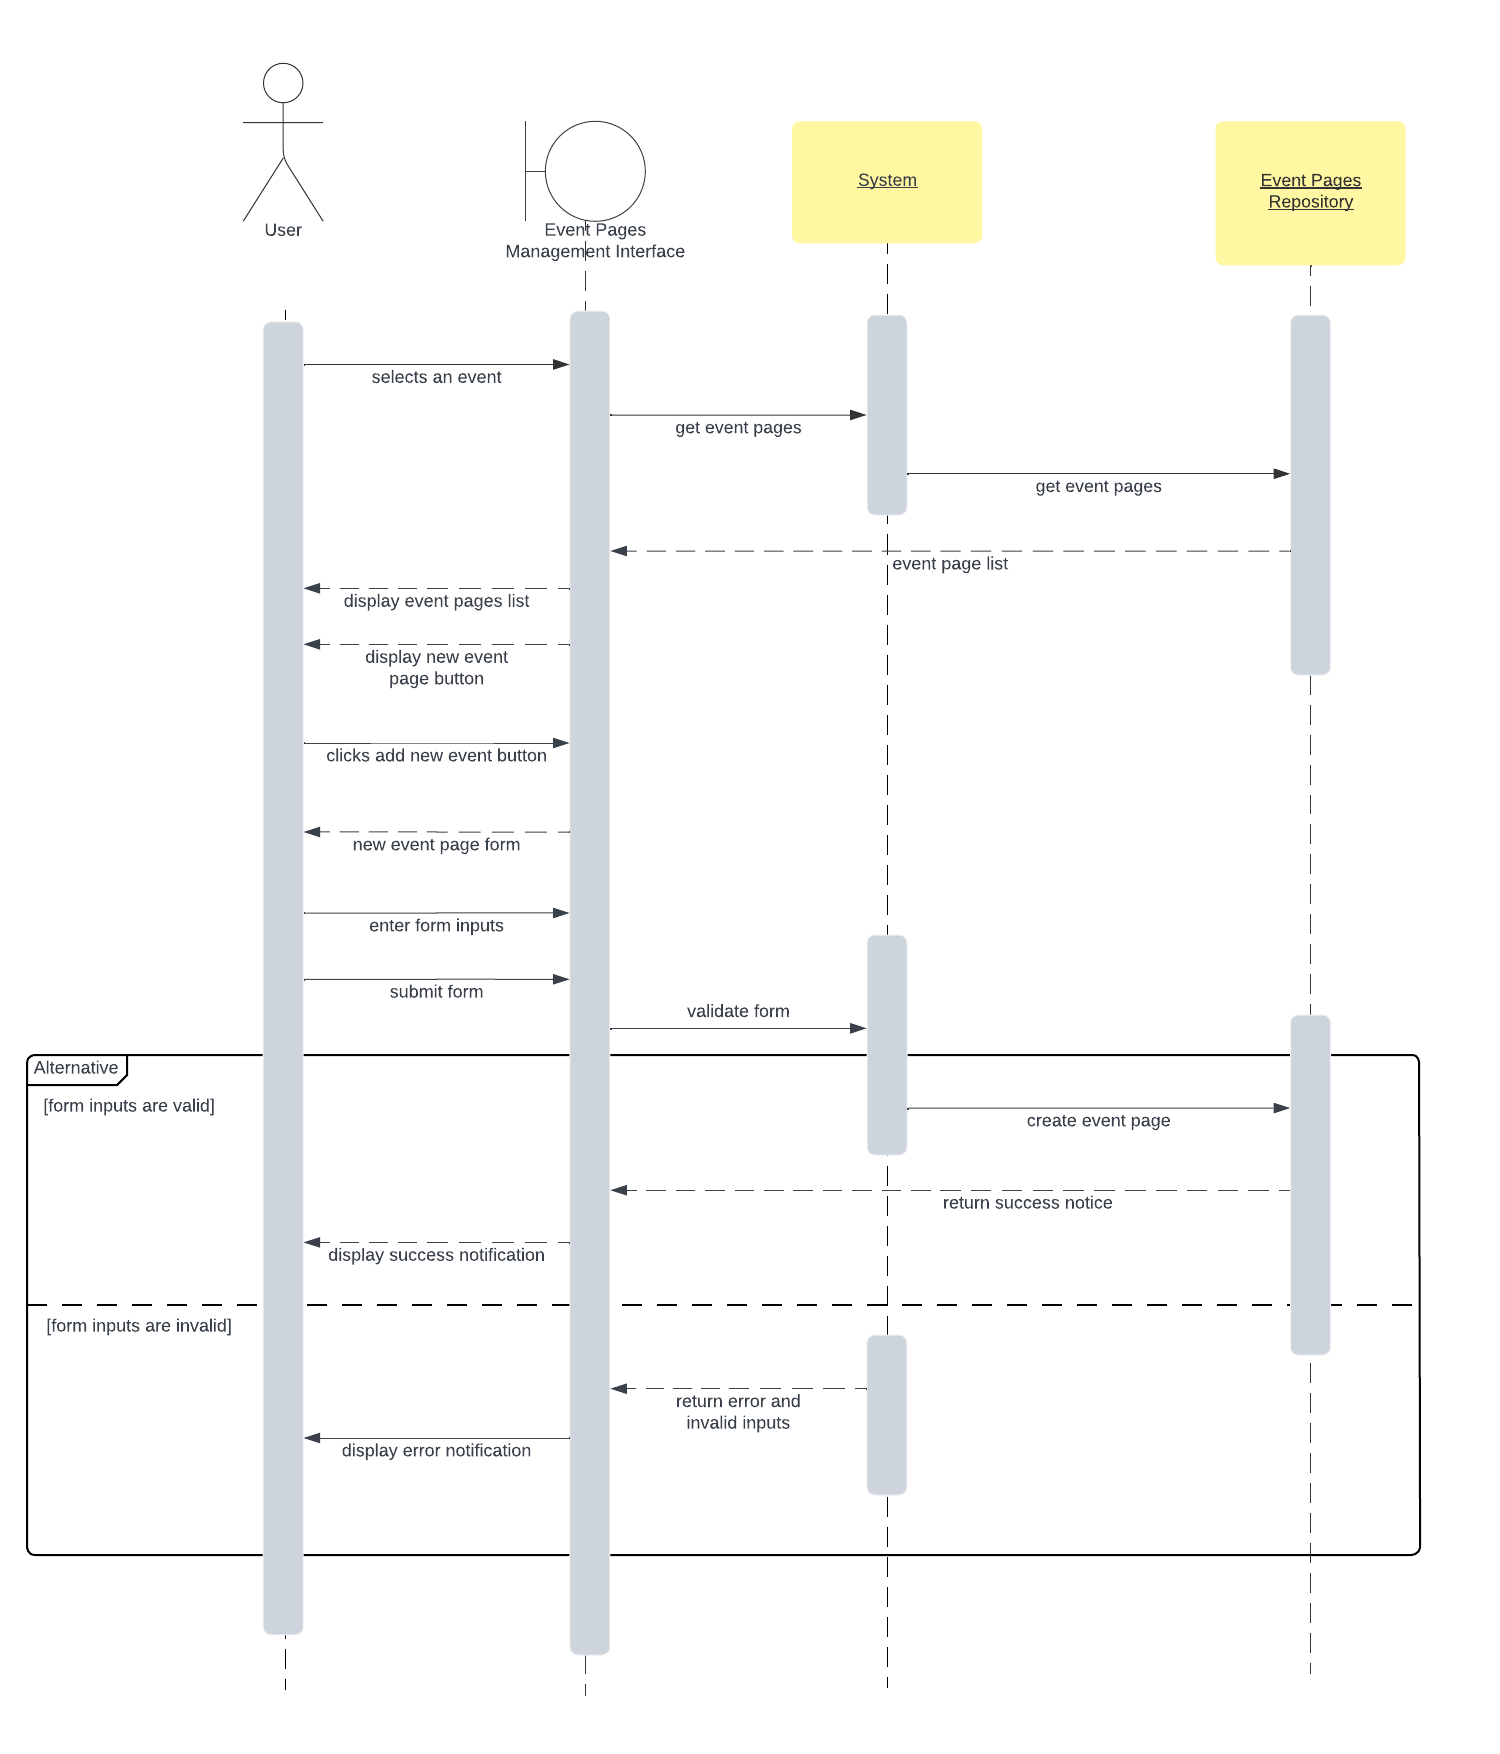 User
Event Pages
Management Interface
System
Event Pages
Repository
selects an event
get event pages
get event pages
event page list
display event pages list
display new event
page button
clicks add new event button
new event page form
enter form inputs
submit form
validate form
Alternative
[form inputs are valid]
create event page
return success notice
display success notification
[form inputs are invalid]
return error and
invalid inputs
display error notification